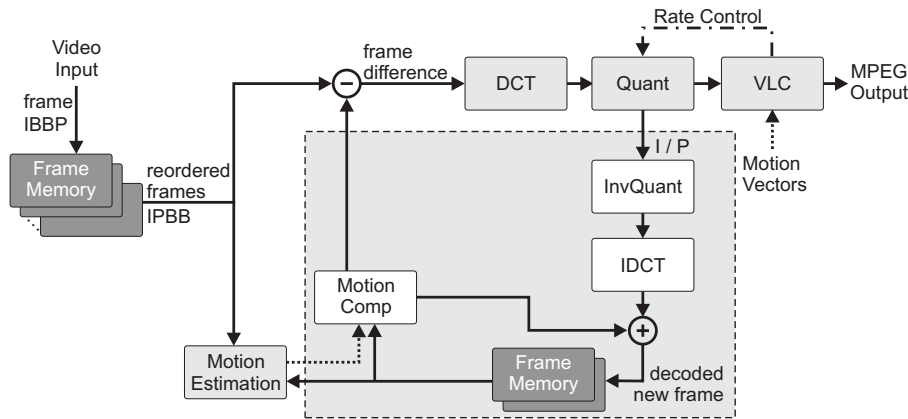 Video
Input
frame
IBBP
Frame
Memory
reordered
frames
IPBB
frame
difference
DCT
Quant
Rate Control
VLC
MPEG
Output
Motion
Vectors
I / P
InvQuant
IDCT
Motion
Comp
Motion
Estimation
Frame
Memory
decoded
new frame